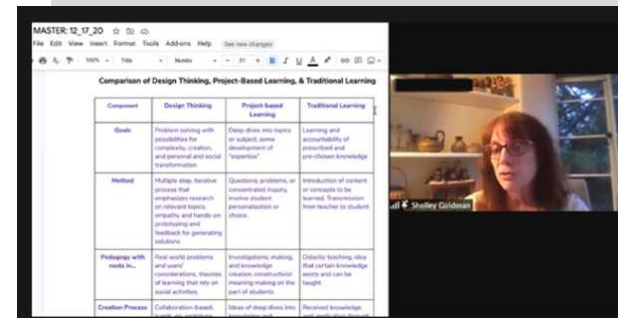 MASTER: 12_17_20
File Edit View Insert Format Tools Add-ons Help See new changes
100% Title Nunito 21 B I U A
Comparison of Design Thinking, Project-Based Learning, & Traditional Learning
Component Design Thinking Project-based Traditional Learning
Learning
Goals Problem solving with Deep dives into topics Learning and
possibilities for or subject, some accountability of
complexity, creation, development of prescribed and
and personal and social "expertise" pre-chosen knowledge
transformation
Method Multiple step, iterative Questions, problems, or Introduction of content
process that concentrated inquiry, or concepts to be
emphasizes research involve student learned. Transmission
on relevant topics, personalization or from teacher to student
empathy and hands on choice.
prototyping and
feedback for generating
solutions
Pedagogy with Real world problems Investigations, making, Didactic teaching, idea
roots in... and users' and knowledge that certain knowledge
considerations, theories creation, constructivist exists and can be
of learning that rely on meaning making on the taught
social activities. part of students
Creation Process Collaboration-based, Ideas of deep dives into Received knowledge
Shelley Goldman